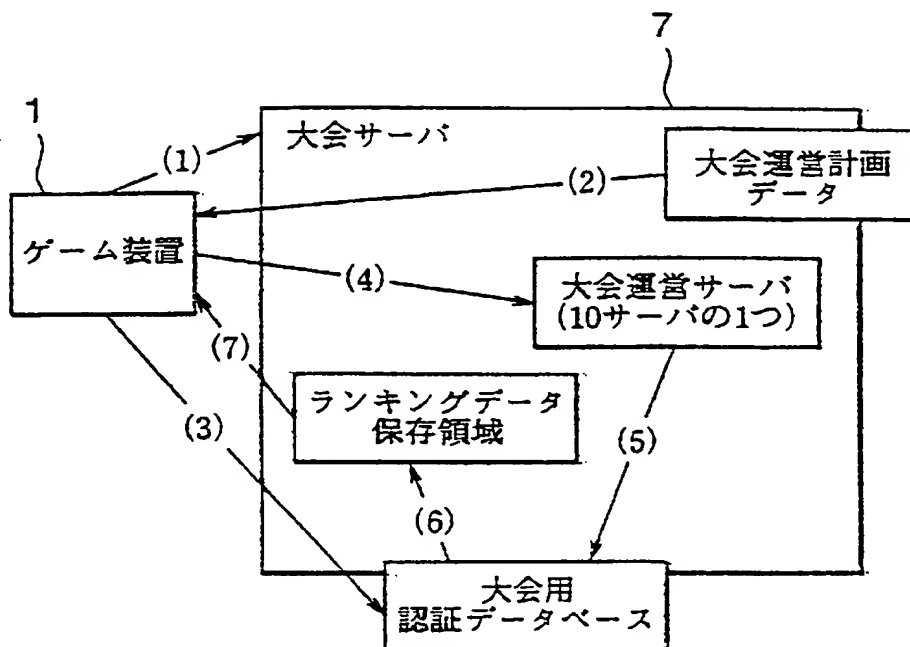 7
1
大会サーバ
(1)
大会運営計画
データ
(2)
ゲーム装置
(4)
大会運営サーバ
(10サーバの1つ)
(7)
ランキングデータ
保存領域
(3)
(5)
(6)
大会用
認証データベース